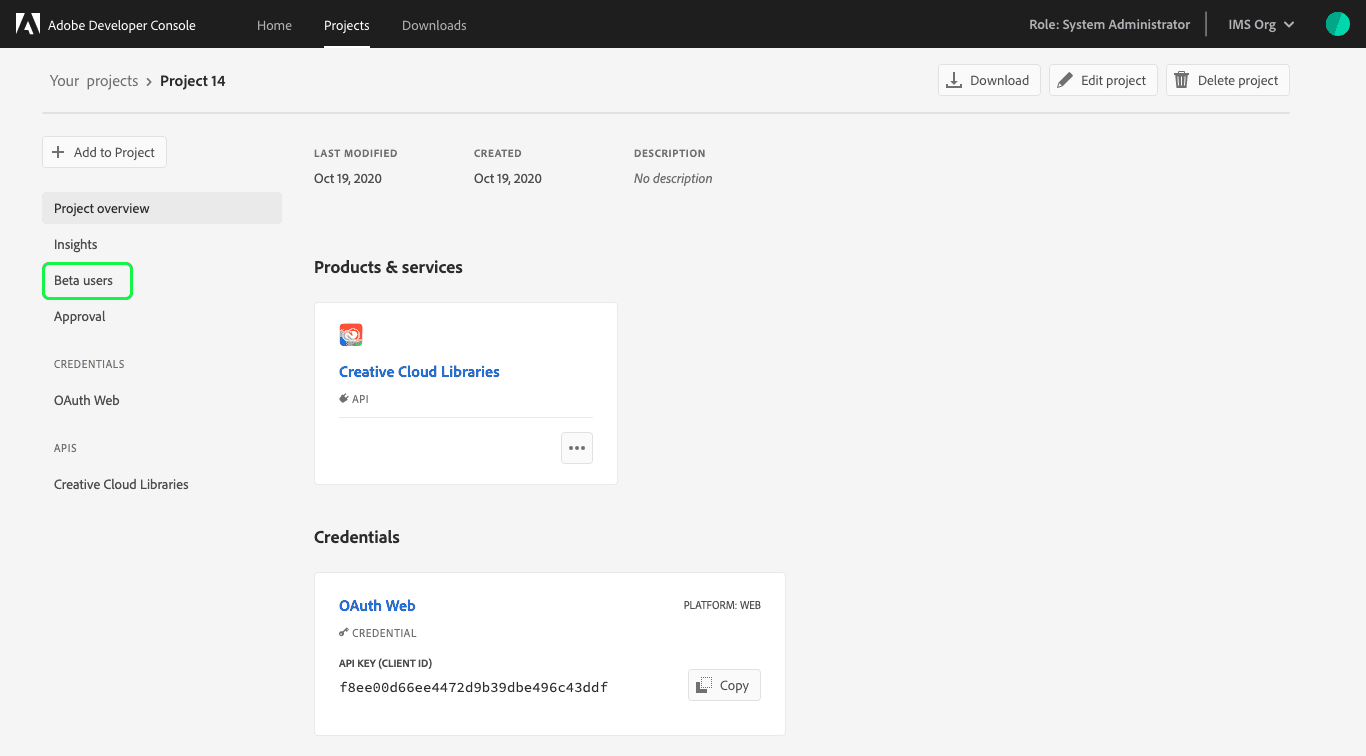 Adobe Developer Console
Home
Projects
Downloads
Role: System Administrator
IMS Org
Your projects › Project 14
Download
Edit project
Delete project
Add to Project
Project overview
Insights
Beta users
Approval
CREDENTIALS
OAuth Web
APIS
Creative Cloud Libraries
LAST MODIFIED
Oct 19, 2020
CREATED
Oct 19, 2020
DESCRIPTION
No description
Products & services
Creative Cloud Libraries
API
Credentials
OAuth Web
PLATFORM: WEB
CREDENTIAL
API KEY (CLIENT ID)
f8ee00d66ee4472d9b39dbe496c43ddf
Copy